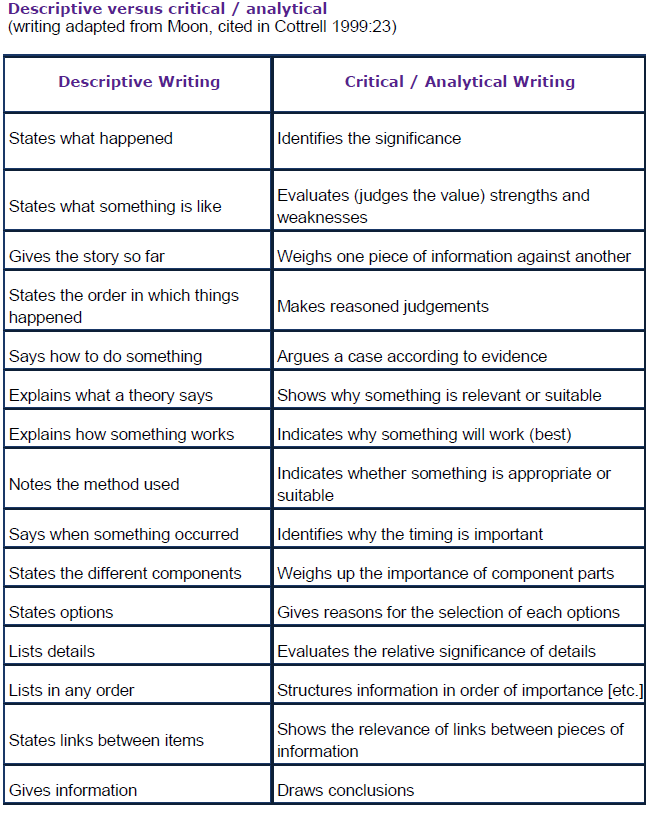 Descriptive versus critical / analytical
(writing adapted from Moon, cited in Cottrell 1999:23)
Descriptive Writing
Critical / Analytical Writing
States what happened
Identifies the significance
States what something is like
Evaluates (judges the value) strengths and
weaknesses
Gives the story so far
Weighs one piece of information against another
States the order in which things
happened
Makes reasoned judgements
Says how to do something
Argues a case according to evidence
Explains what a theory says
Shows why something is relevant or suitable
Explains how something works
Indicates why something will work (best)
Notes the method used
Indicates whether something is appropriate or
suitable
Says when something occurred
Identifies why the timing is important
States the different components
Weighs up the importance of component parts
States options
Gives reasons for the selection of each options
Lists details
Evaluates the relative significance of details
Lists in any order
Structures information in order of importance [etc.]
States links between items
Shows the relevance of links between pieces of
information
Gives information
Draws conclusions